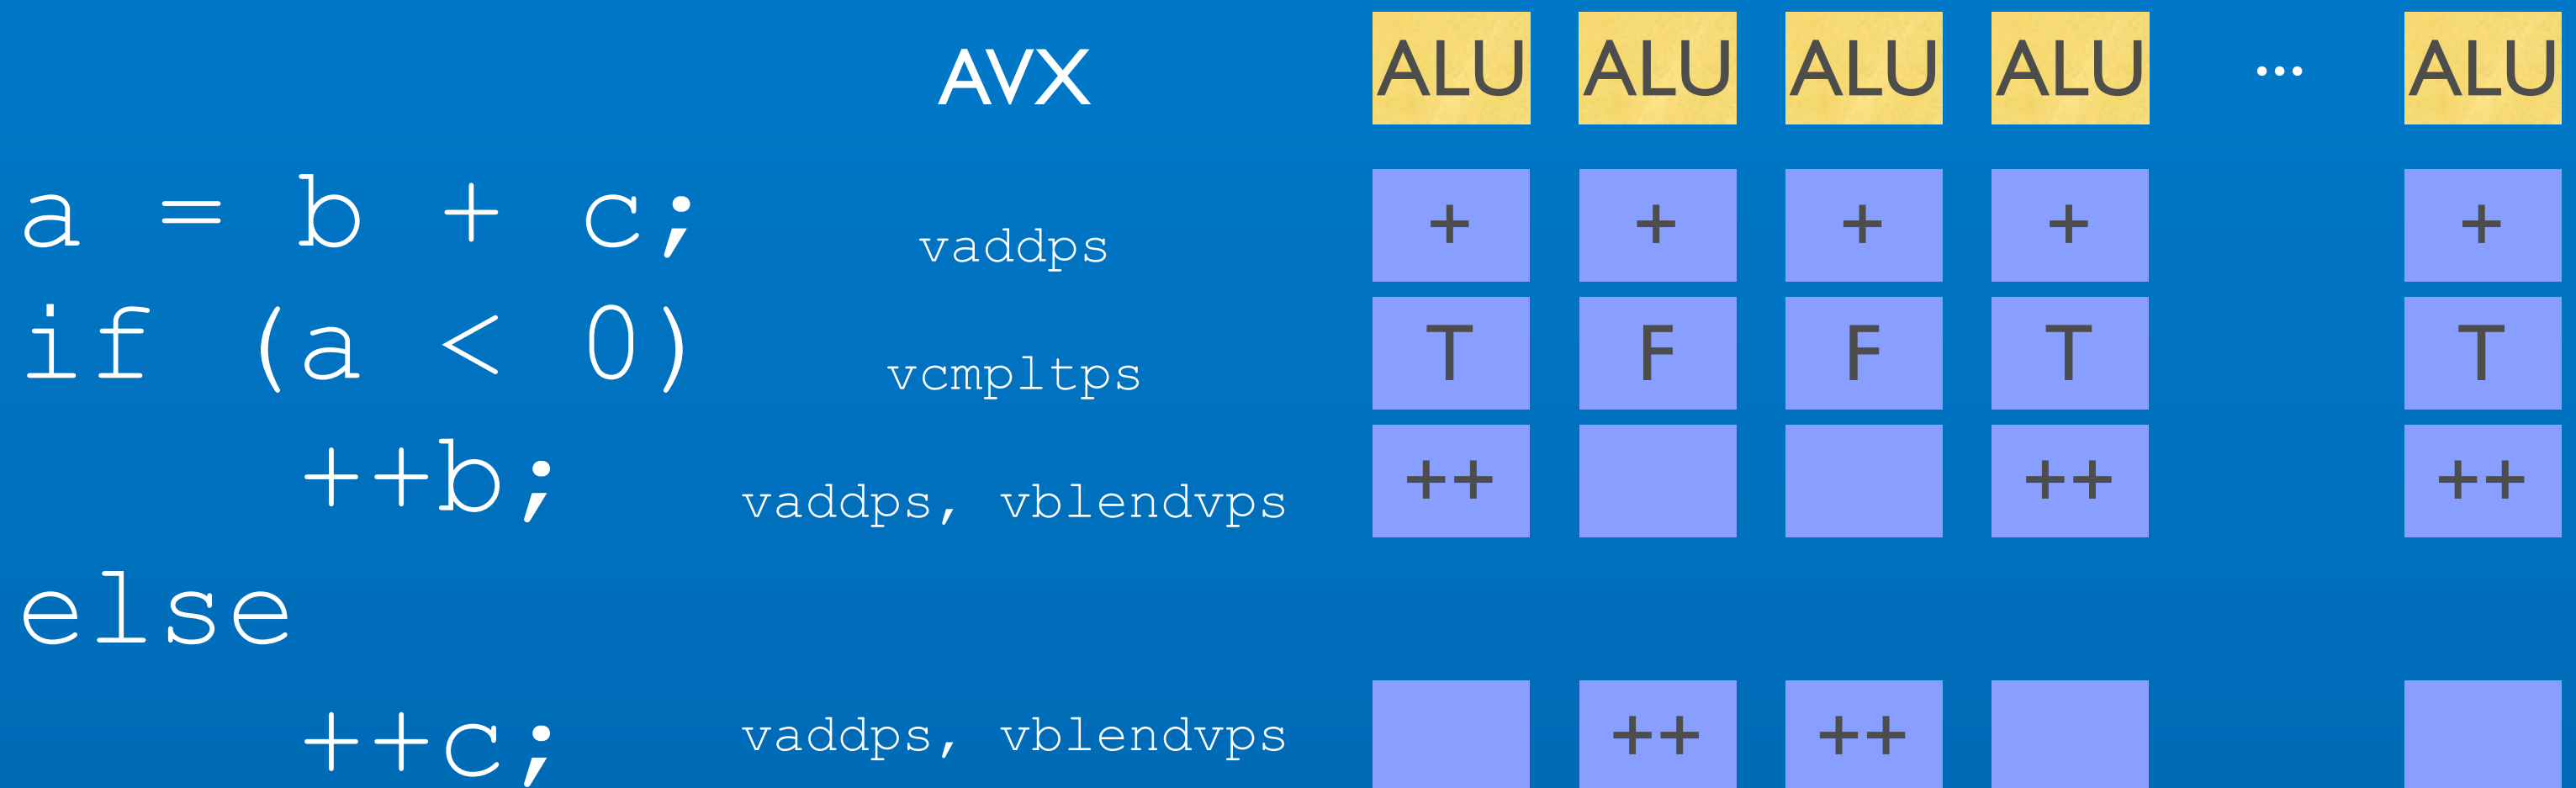 AVX ALU ALU ALU ALU ... ALU
a = b + c; vaddps + + + + +
if (a < 0) vcmpltps T F F T T
++b; vaddps, vblendvps ++ ++ ++
else
++c; vaddps, vblendvps ++ ++